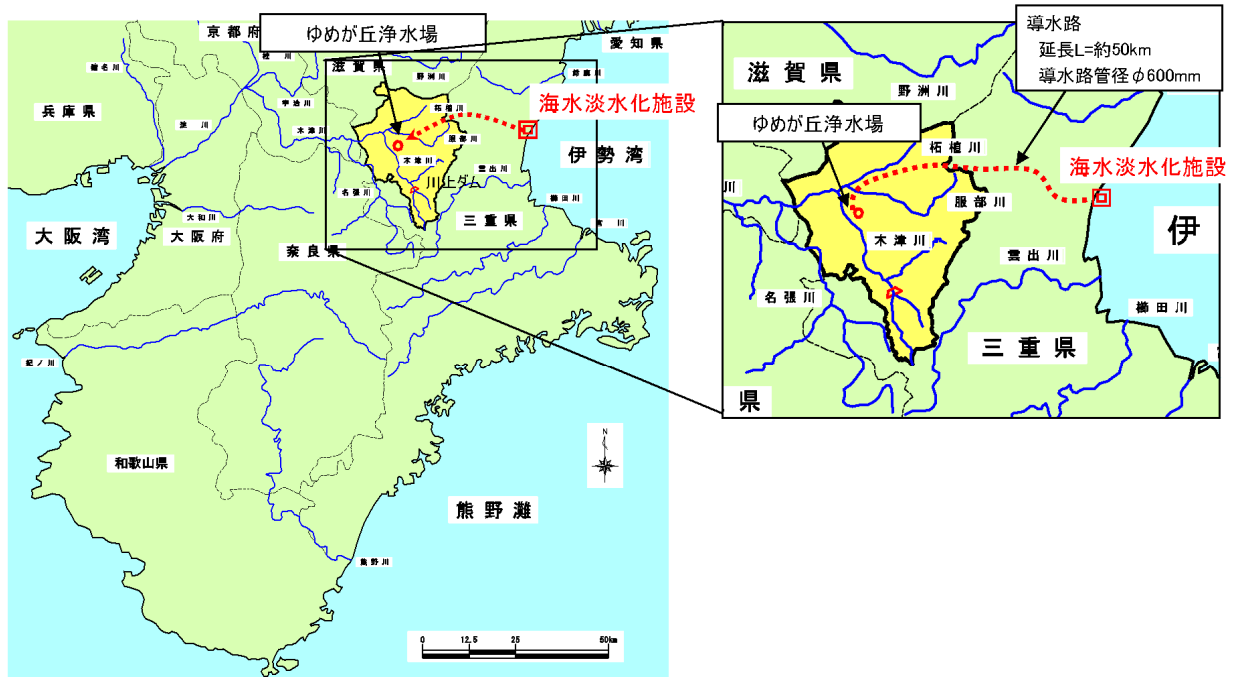 京都府
ゆめが丘浄水場
愛知県
滋賀県
野洲川
兵庫県
宇治川
柘植川
海水淡水化施設
淀川
木津川
服部川
伊勢湾
木津川
雲出川
名張川
川上ダム
櫛田川
大和川
三重県
宮川
大阪湾
大阪府
奈良県
紀ノ川
和歌山県
N
熊野灘
熊野川
0
12.5
25
50km
導水路
延長L=約50km
導水路管径φ600mm
滋賀県
野洲川
ゆめが丘浄水場
柘植川
海水淡水化施設
川
服部川
伊
木津川
雲出川
名張川
櫛田川
三重県
県